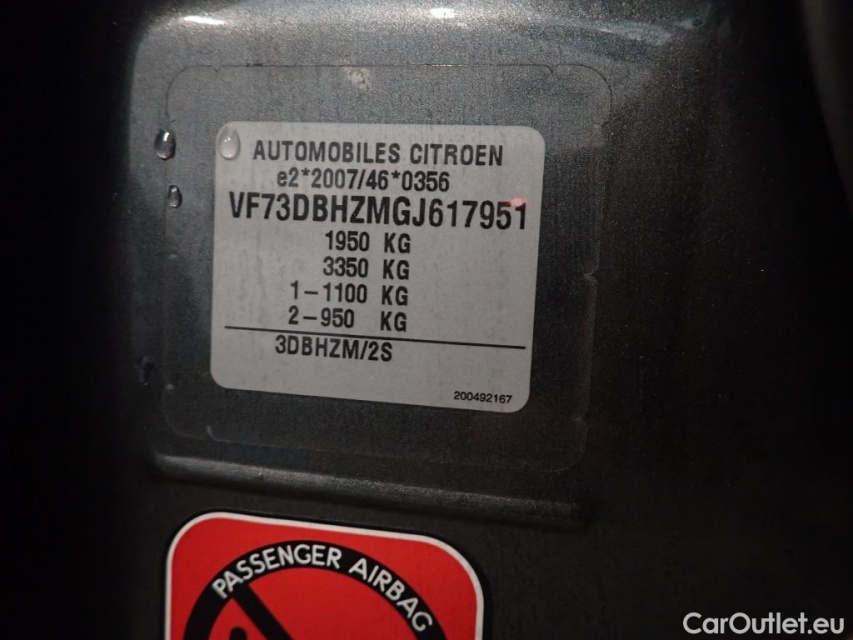 AUTOMOBILES CITROEN
e2*2007/46*0356
VF73DBHZMGJ617951
1950 KG
3350 KG
1-1100 KG
2-950 KG
3DBHZM/2S
200492167
PASSENGER AIRBAG
CarOutlet.eu